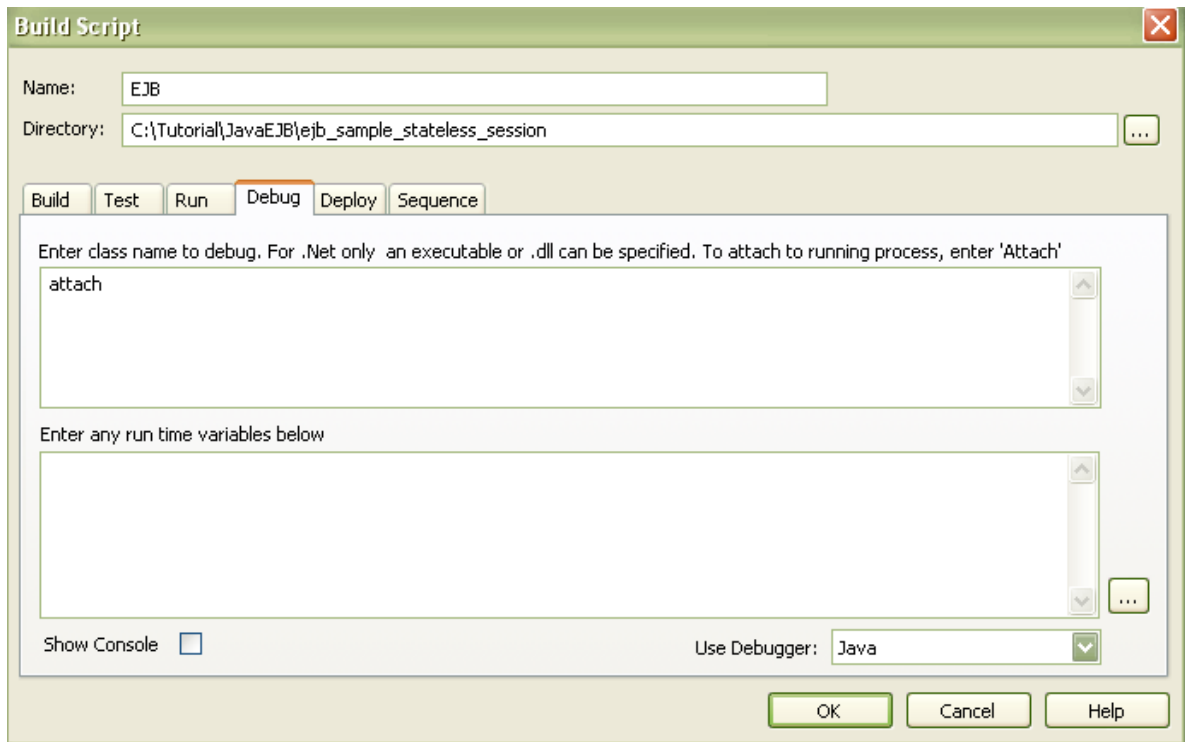 Build Script
Name: EJB
Directory: C:\Tutorial\JavaEJB\ejb_sample_stateless_session ...
Build Test Run Debug Deploy Sequence
Enter class name to debug. For .Net only an executable or .dll can be specified. To attach to running process, enter 'Attach'
attach
Enter any run time variables below
...
Show Console Use Debugger: Java
OK Cancel Help